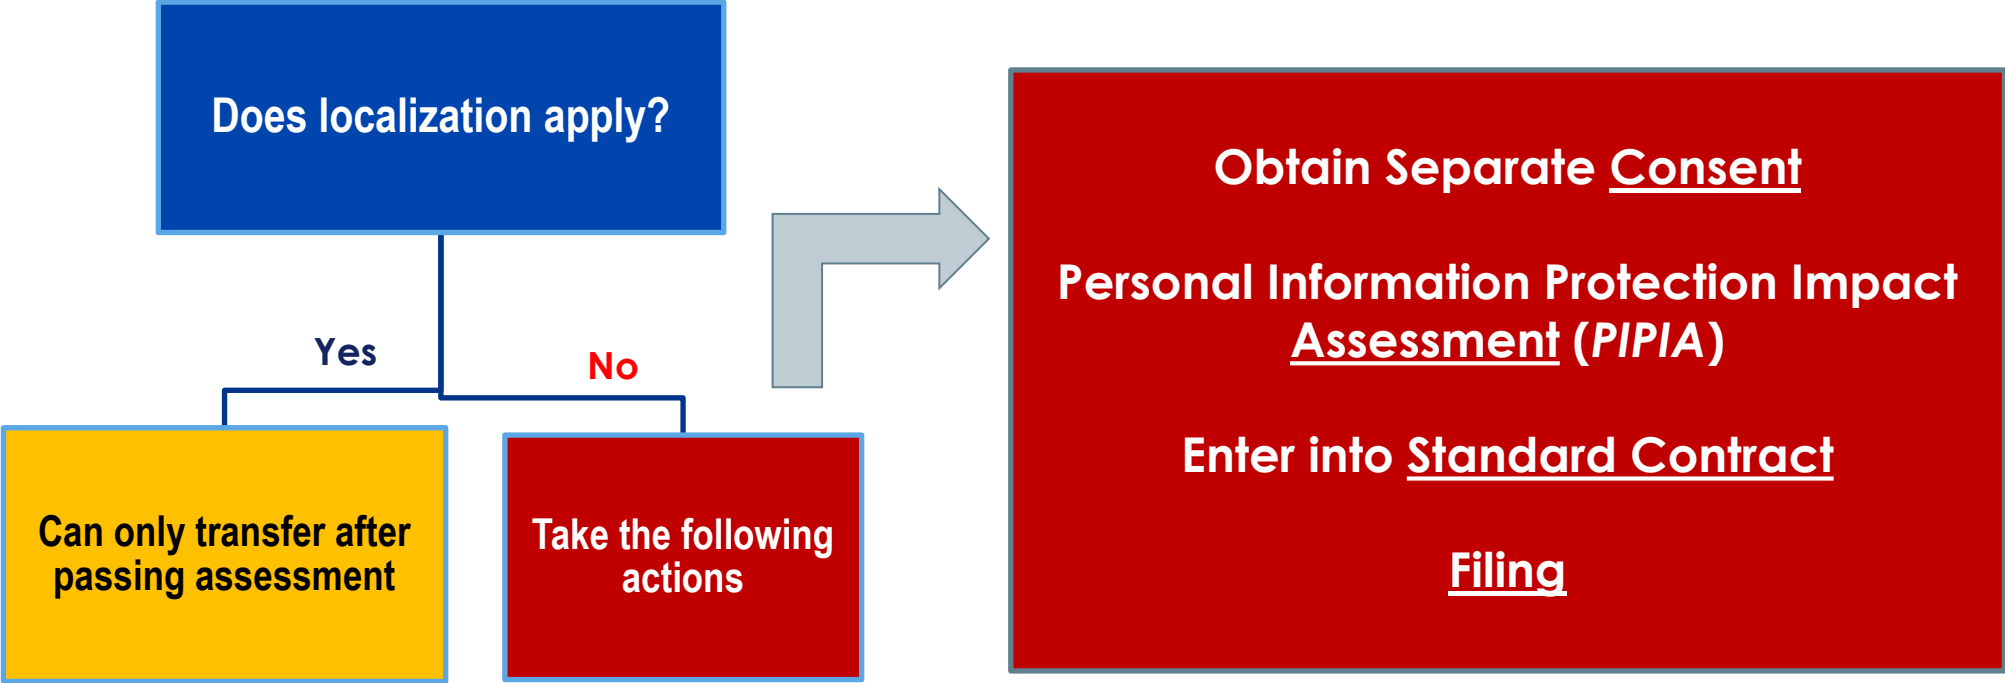 Does localization apply?
Yes
No
Can only transfer after
passing assessment
Take the following
actions
Obtain Separate Consent
Personal Information Protection Impact
Assessment (PIPIA)
Enter into Standard Contract
Filing